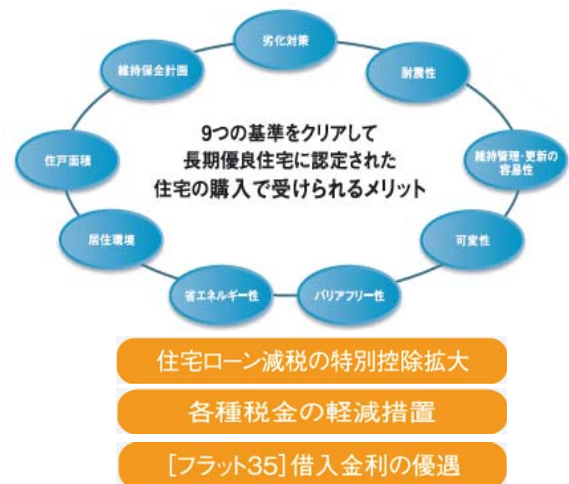 劣化対策
維持保全計画
耐震性
9つの基準をクリアして
長期優良住宅に認定された
住宅の購入で受けられるメリット
住戸面積
維持管理・更新の
容易性
居住環境
可変性
省エネルギー性
バリアフリー性
住宅ローン減税の特別控除拡大
各種税金の軽減措置
[フラット35]借入金利の優遇